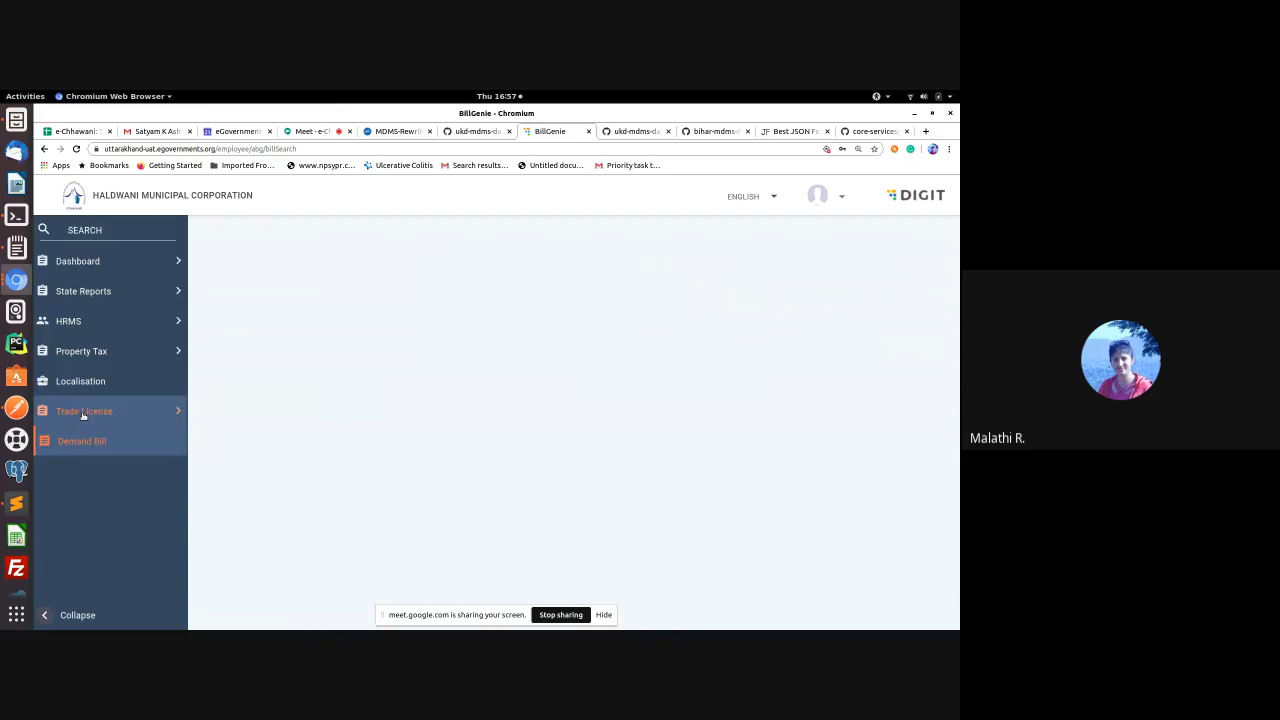 Activities
Chromium Web Browser
Thu 16:57
BillGenie - Chromium
e-Chhawani: T
Satyam K Ash
eGovernment
Meet - e-C
MDMS-Rewri
ukd-mdms-da
BillGenie
ukd-mdms-da
bihar-mdms-
Best JSON Fo
core-services
uttarakhand-uat.egovernments.org/employee/abg/billSearch
Apps
Bookmarks
Getting Started
Imported Fro...
www.npsypr.c...
Ulcerative Colitis
Search results...
Untitled docu...
Priority task t...
HALDWANI MUNICIPAL CORPORATION
ENGLISH
DIGIT
SEARCH
Dashboard
State Reports
HRMS
Property Tax
Localisation
Trade License
Demand Bill
Collapse
meet.google.com is sharing your screen.
Stop sharing
Hide
Malathi R.